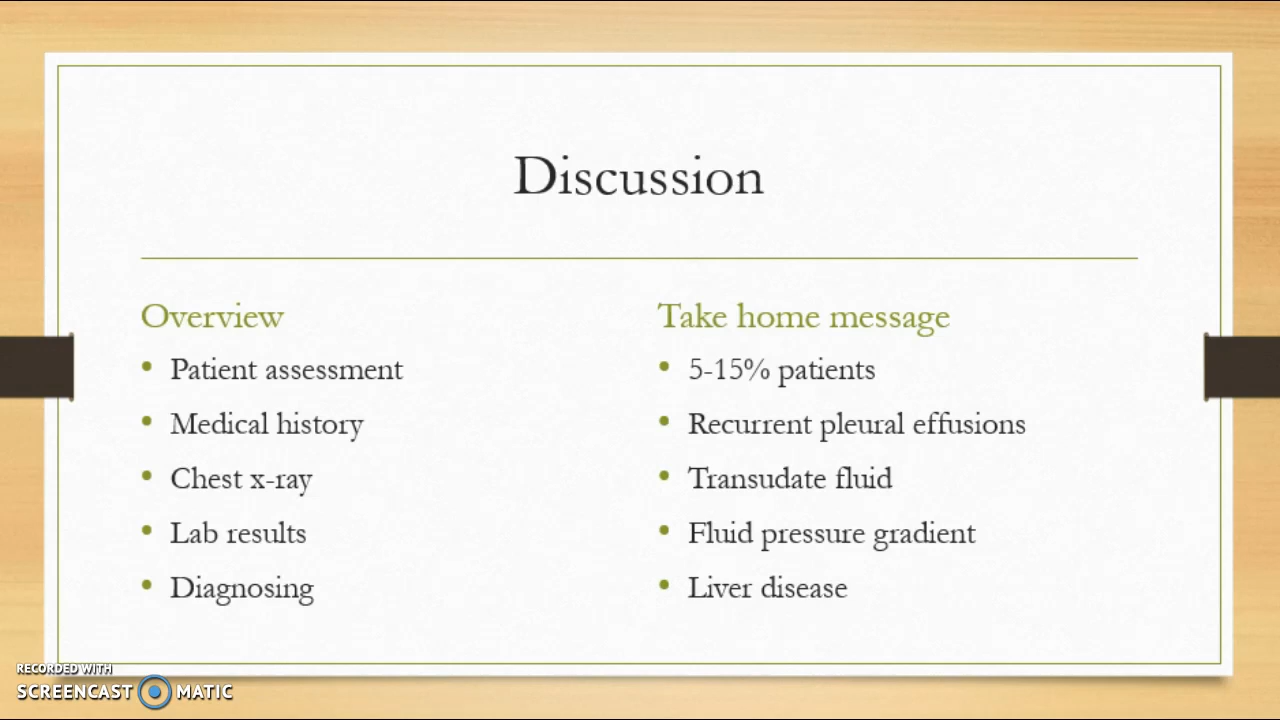 Discussion
Overview
• Patient assessment
• Medical history
• Chest x-ray
• Lab results
• Diagnosing
Take home message
• 5-15% patients
• Recurrent pleural effusions
• Transudate fluid
• Fluid pressure gradient
• Liver disease
RECORDED WITH
SCREENCAST MATIC